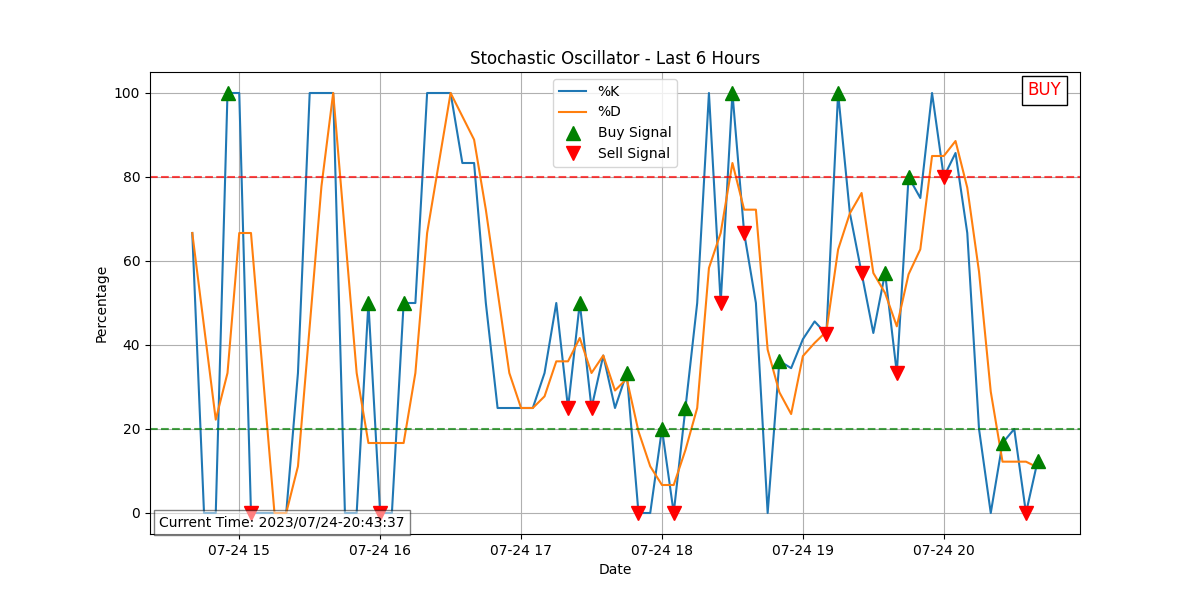 Stochastic Oscillator - Last 6 Hours
BUY
%K
%D
Buy Signal
Sell Signal
100
80
60
40
20
0
Percentage
Current Time: 2023/07/24-20:43:37
07-24 15
07-24 16
07-24 17
07-24 18
07-24 19
07-24 20
Date